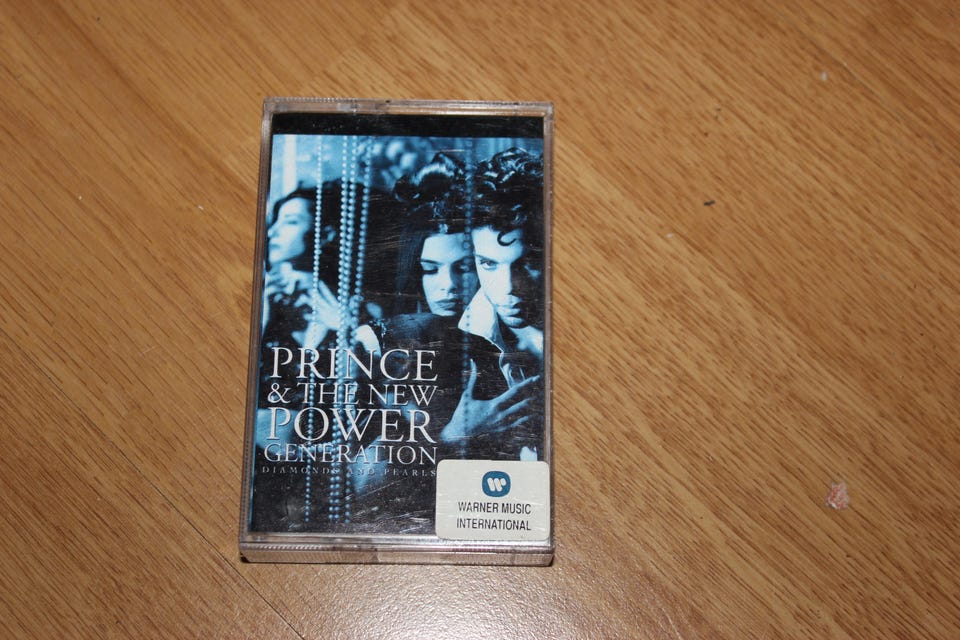 PRINCE
& THE NEW
POWER
GENERATION
DIAMONDS AND PEARLS
WARNER MUSIC
INTERNATIONAL